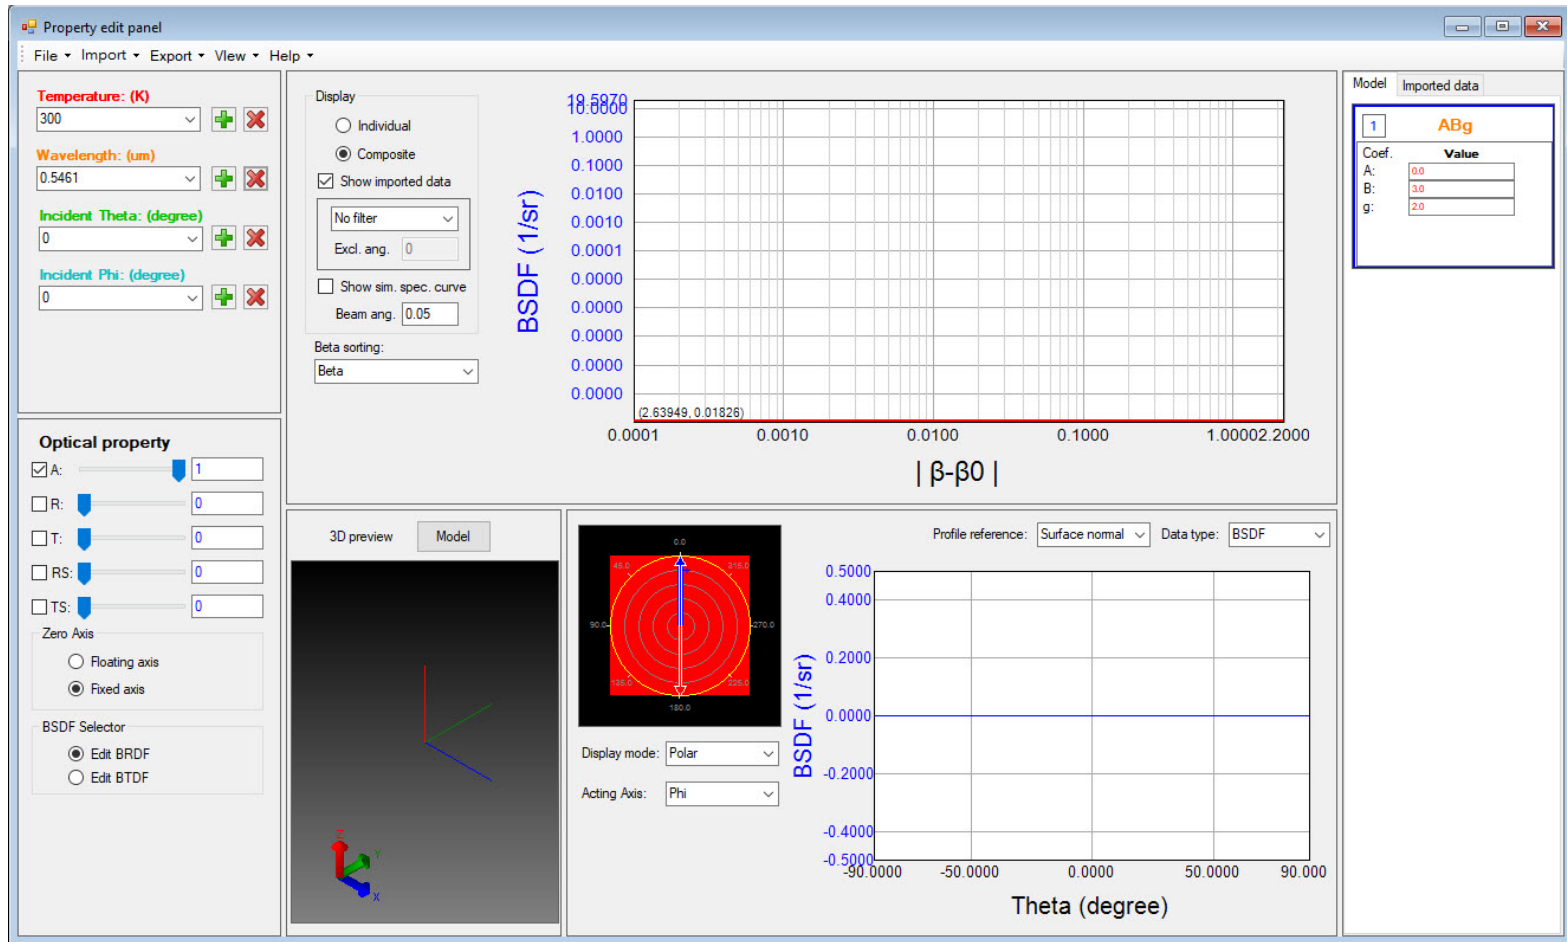 Property edit panel
File Import Export VIew Help
Temperature: (K)
300
Wavelength: (um)
0.5461
Incident Theta: (degree)
0
Incident Phi: (degree)
0
Optical property
A: 1
R: 0
T: 0
RS: 0
TS: 0
Zero Axis
Floating axis
Fixed axis
BSDF Selector
Edit BRDF
Edit BTDF
Display
Individual
Composite
Show imported data
No filter
Excl. ang. 0
Show sim. spec. curve
Beam ang. 0.05
Beta sorting:
Beta
BSDF (1/sr)
19.5970
10.0000
1.0000
0.1000
0.0100
0.0010
0.0001
0.0000
0.0000
0.0000
0.0000
0.0000
(2.63949, 0.01826)
0.0001 0.0010 0.0100 0.1000 1.0000 2.2000
| β-β0 |
3D preview Model
Z
Y
X
0.0
45.0 315.0
90.0 270.0
135.0 225.0
180.0
Display mode: Polar
Acting Axis: Phi
Profile reference: Surface normal Data type: BSDF
BSDF (1/sr)
0.5000
0.4000
0.2000
0.0000
-0.2000
-0.4000
-0.5000
-90.0000 -50.0000 0.0000 50.0000 90.000
Theta (degree)
Model Imported data
1 ABg
Coef. Value
A: 0.0
B: 3.0
g: 2.0